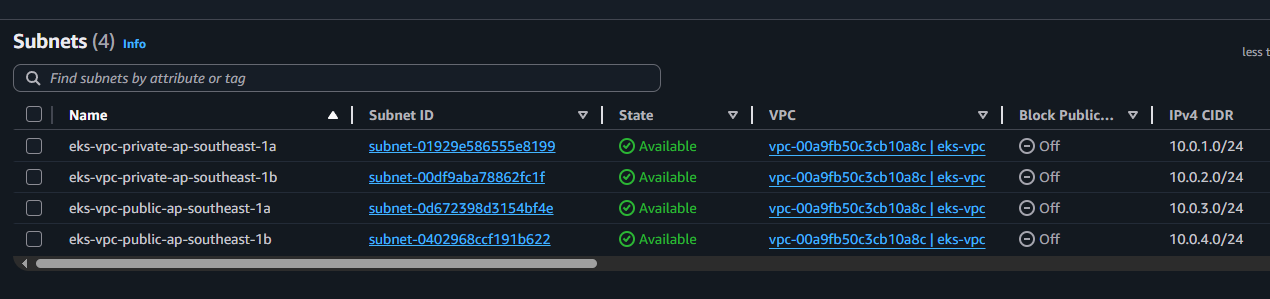 Subnets (4) Info
less t
Find subnets by attribute or tag
Name Subnet ID State VPC Block Public... IPv4 CIDR
eks-vpc-private-ap-southeast-1a subnet-01929e586555e8199 Available vpc-00a9fb50c3cb10a8c | eks-vpc Off 10.0.1.0/24
eks-vpc-private-ap-southeast-1b subnet-00df9aba78862fc1f Available vpc-00a9fb50c3cb10a8c | eks-vpc Off 10.0.2.0/24
eks-vpc-public-ap-southeast-1a subnet-0d672398d3154bf4e Available vpc-00a9fb50c3cb10a8c | eks-vpc Off 10.0.3.0/24
eks-vpc-public-ap-southeast-1b subnet-0402968ccf191b622 Available vpc-00a9fb50c3cb10a8c | eks-vpc Off 10.0.4.0/24